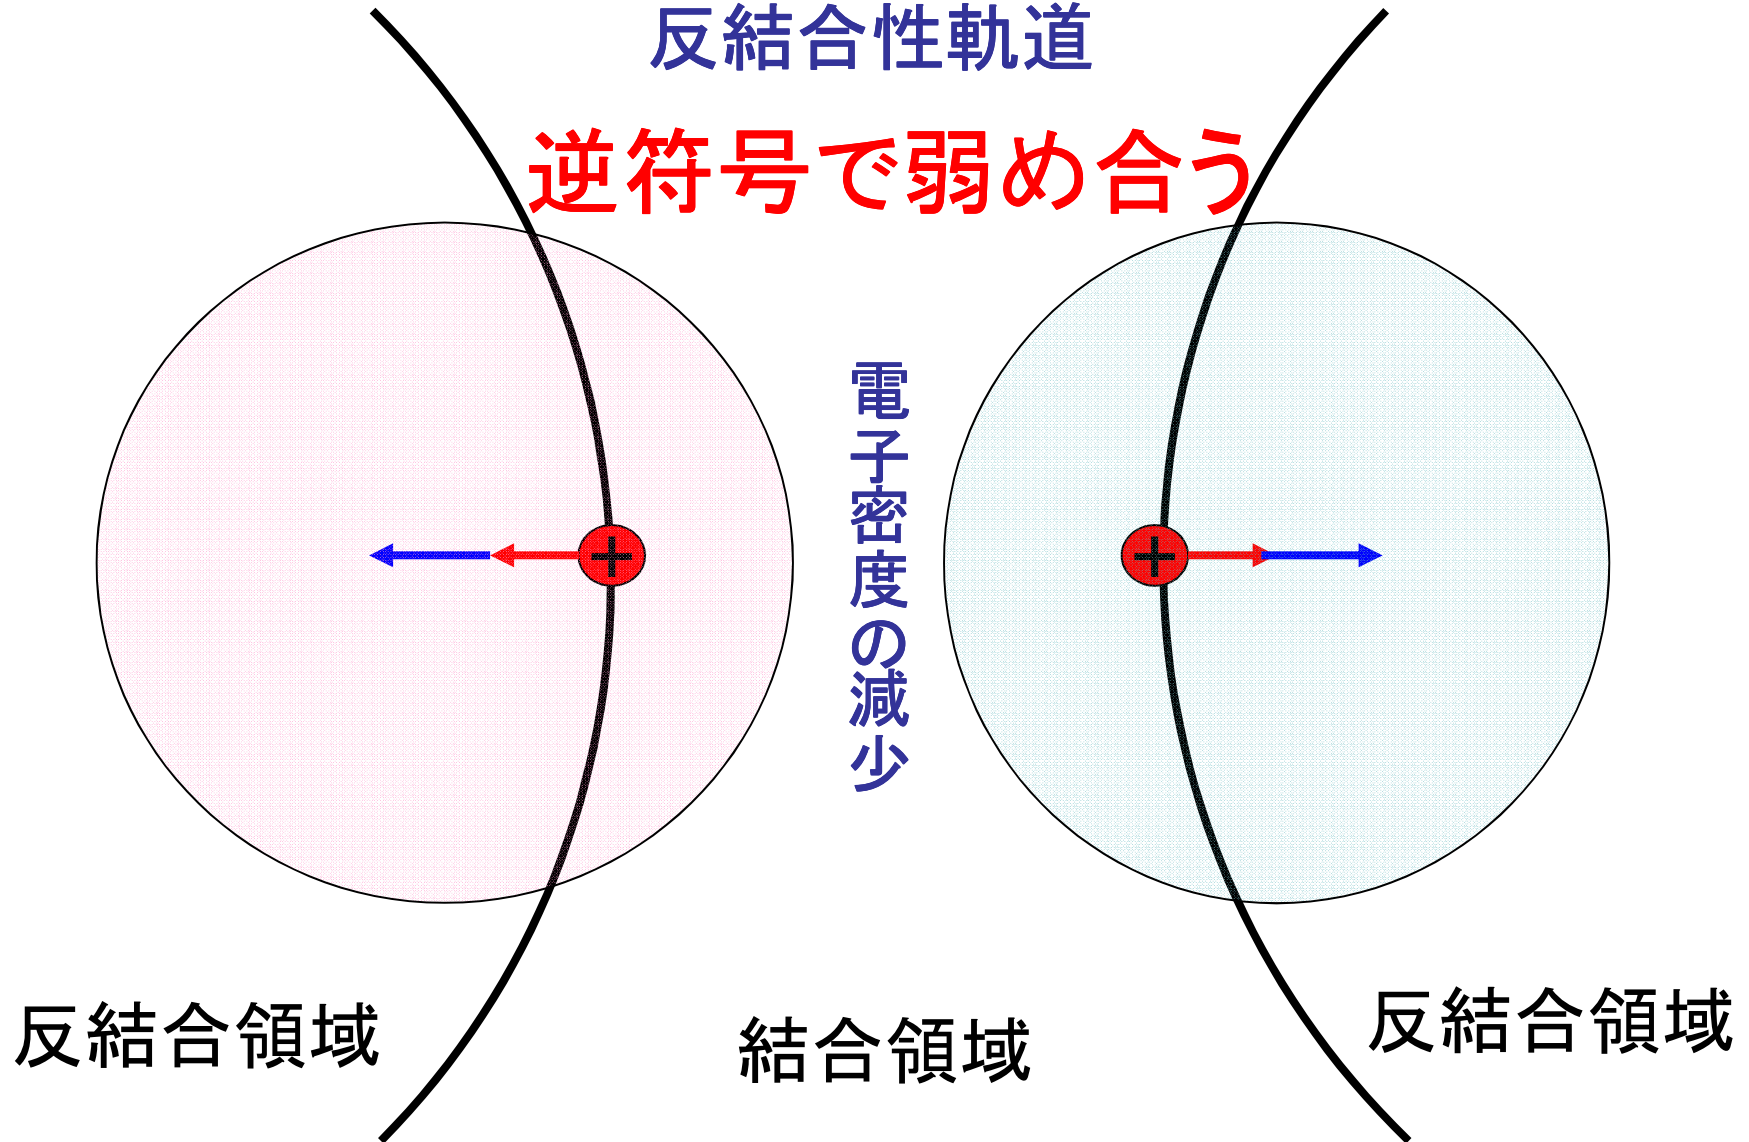 反結合性軌道
逆符号で弱め合う
電子密度の減少
+
+
反結合領域
結合領域
反結合領域